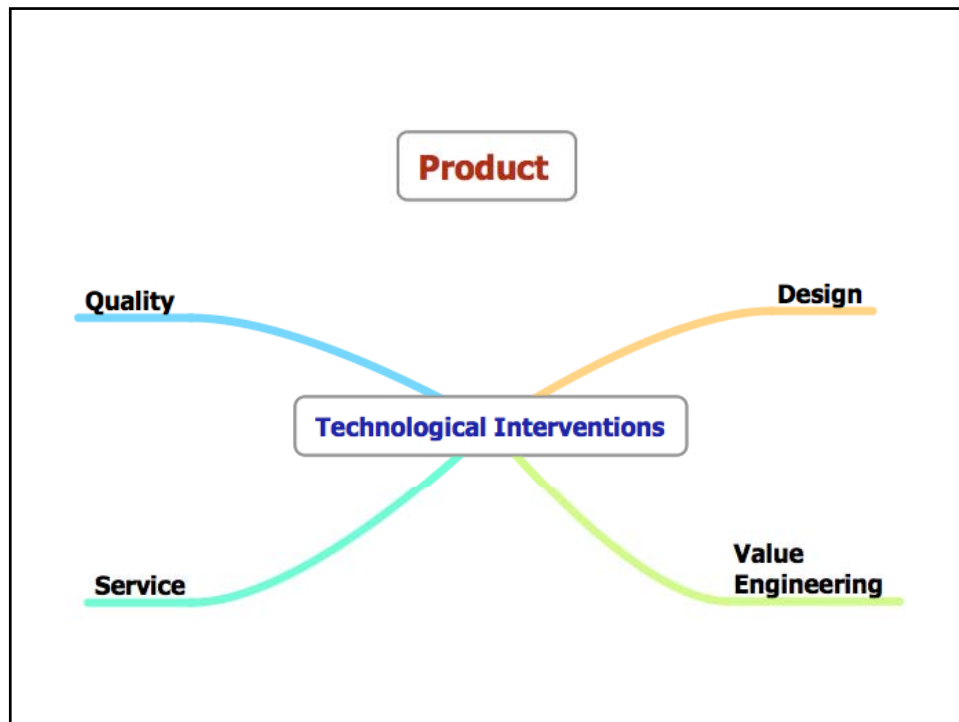 Product
Quality
Design
Technological Interventions
Service
Value
Engineering